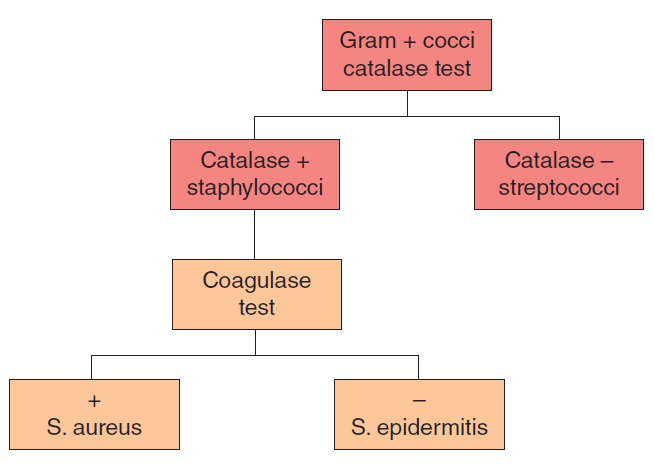 Gram + cocci
catalase test
Catalase +
staphylococci
Catalase –
streptococci
Coagulase
test
+
S. aureus
–
S. epidermitis